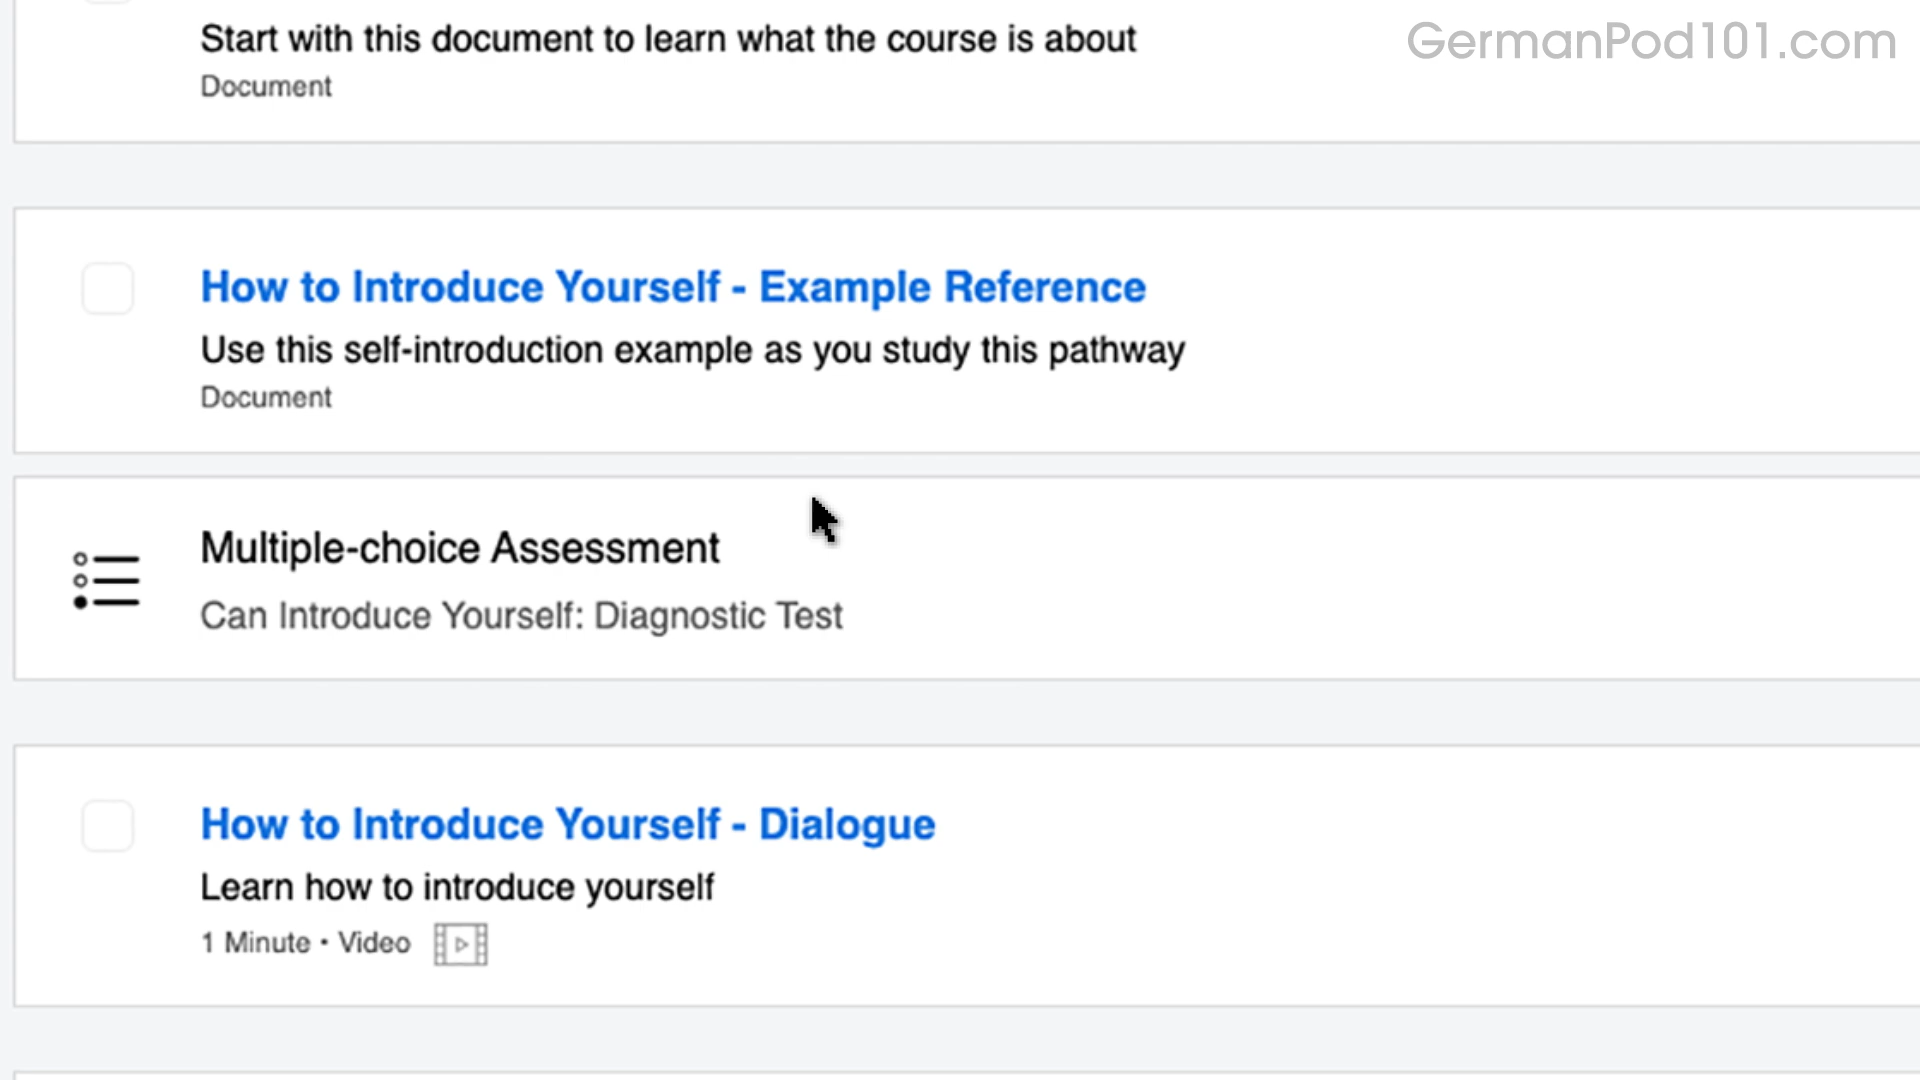 GermanPod101.com
Start with this document to learn what the course is about
Document
How to Introduce Yourself - Example Reference
Use this self-introduction example as you study this pathway
Document
Multiple-choice Assessment
Can Introduce Yourself: Diagnostic Test
How to Introduce Yourself - Dialogue
Learn how to introduce yourself
1 Minute • Video